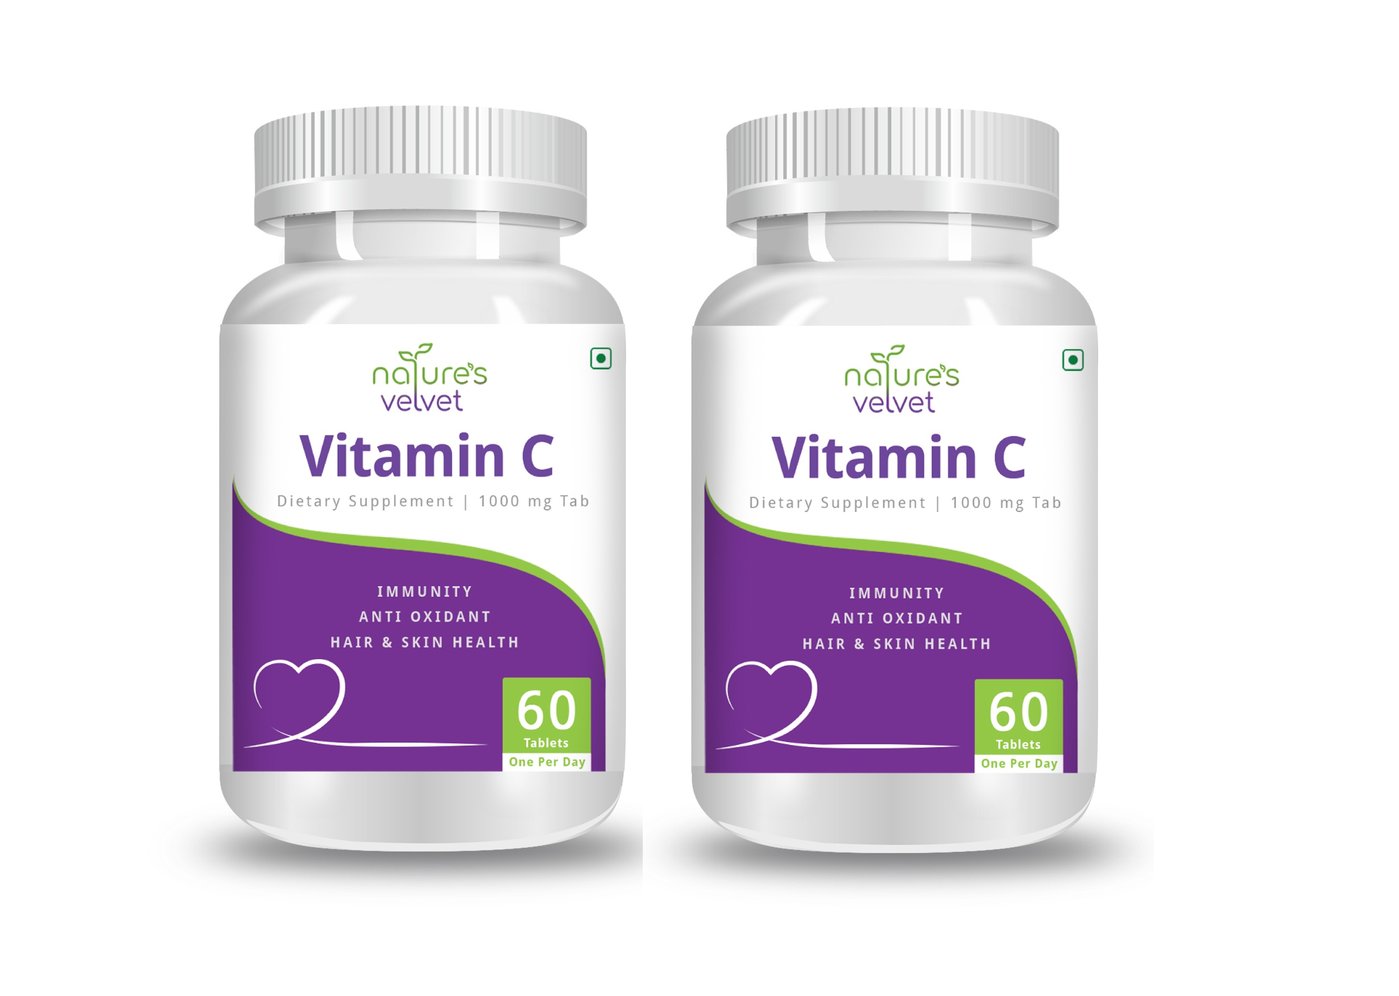 nature's
velvet
Vitamin C
Dietary Supplement | 1000 mg Tab
IMMUNITY
ANTI OXIDANT
HAIR & SKIN HEALTH
60
Tablets
One Per Day
nature's
velvet
Vitamin C
Dietary Supplement | 1000 mg Tab
IMMUNITY
ANTI OXIDANT
HAIR & SKIN HEALTH
60
Tablets
One Per Day